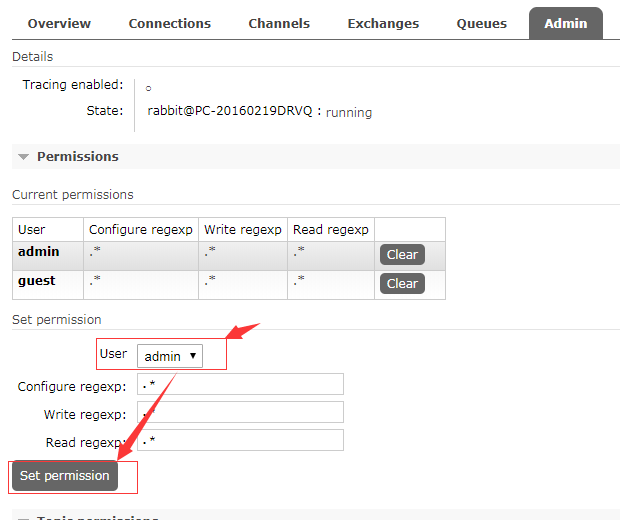 Overview Connections Channels Exchanges Queues Admin
Details
Tracing enabled: ○
State: rabbit@PC-20160219DRVQ : running
Permissions
Current permissions
User Configure regexp Write regexp Read regexp
admin .* .* .* Clear
guest .* .* .* Clear
Set permission
User admin
Configure regexp: .*
Write regexp: .*
Read regexp: .*
Set permission
Topic permissions